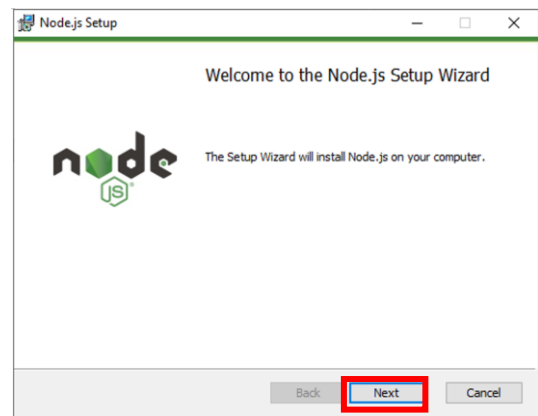 Node.js Setup
Welcome to the Node.js Setup Wizard
node
JS
The Setup Wizard will install Node.js on your computer.
Back Next Cancel